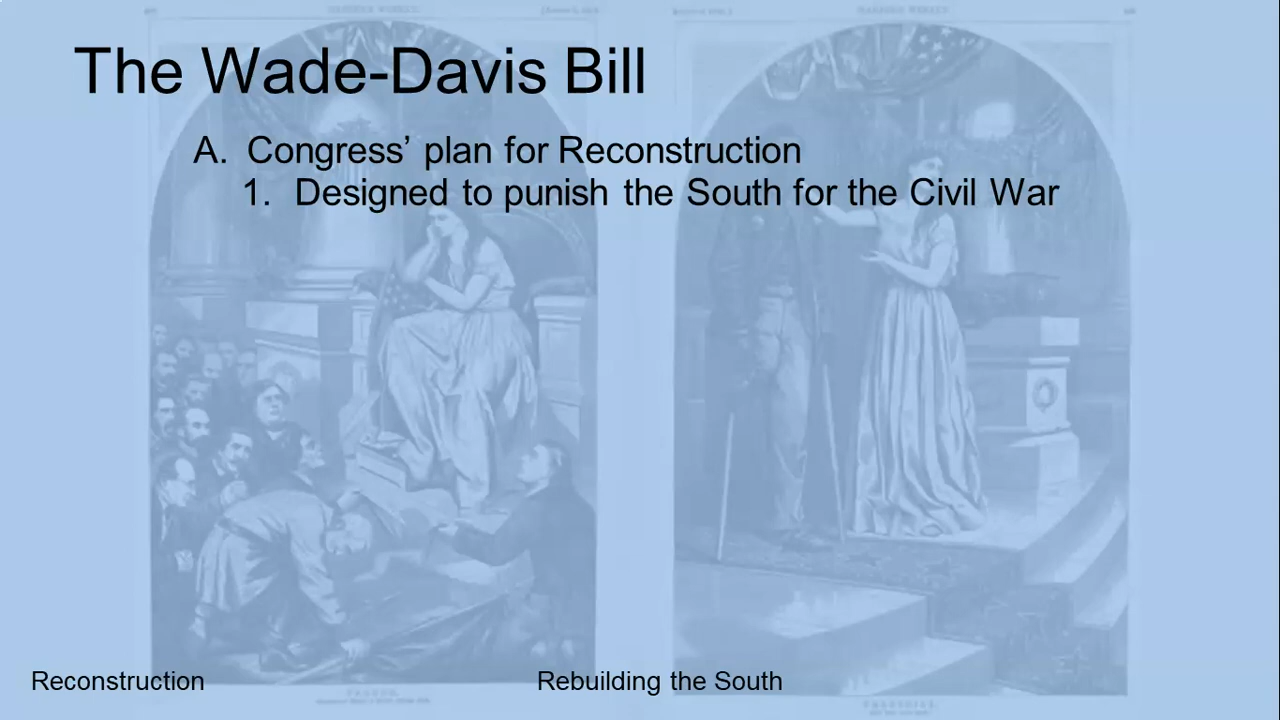 The Wade-Davis Bill
A. Congress’ plan for Reconstruction
1. Designed to punish the South for the Civil War
Reconstruction
Rebuilding the South